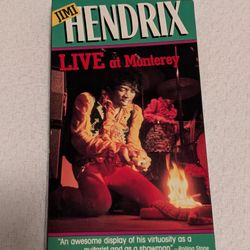 JIMI
HENDRIX
LIVE at Monterey
"An awesome display of his virtuosity as a
guitarist and as a showman" –Rolling Stone